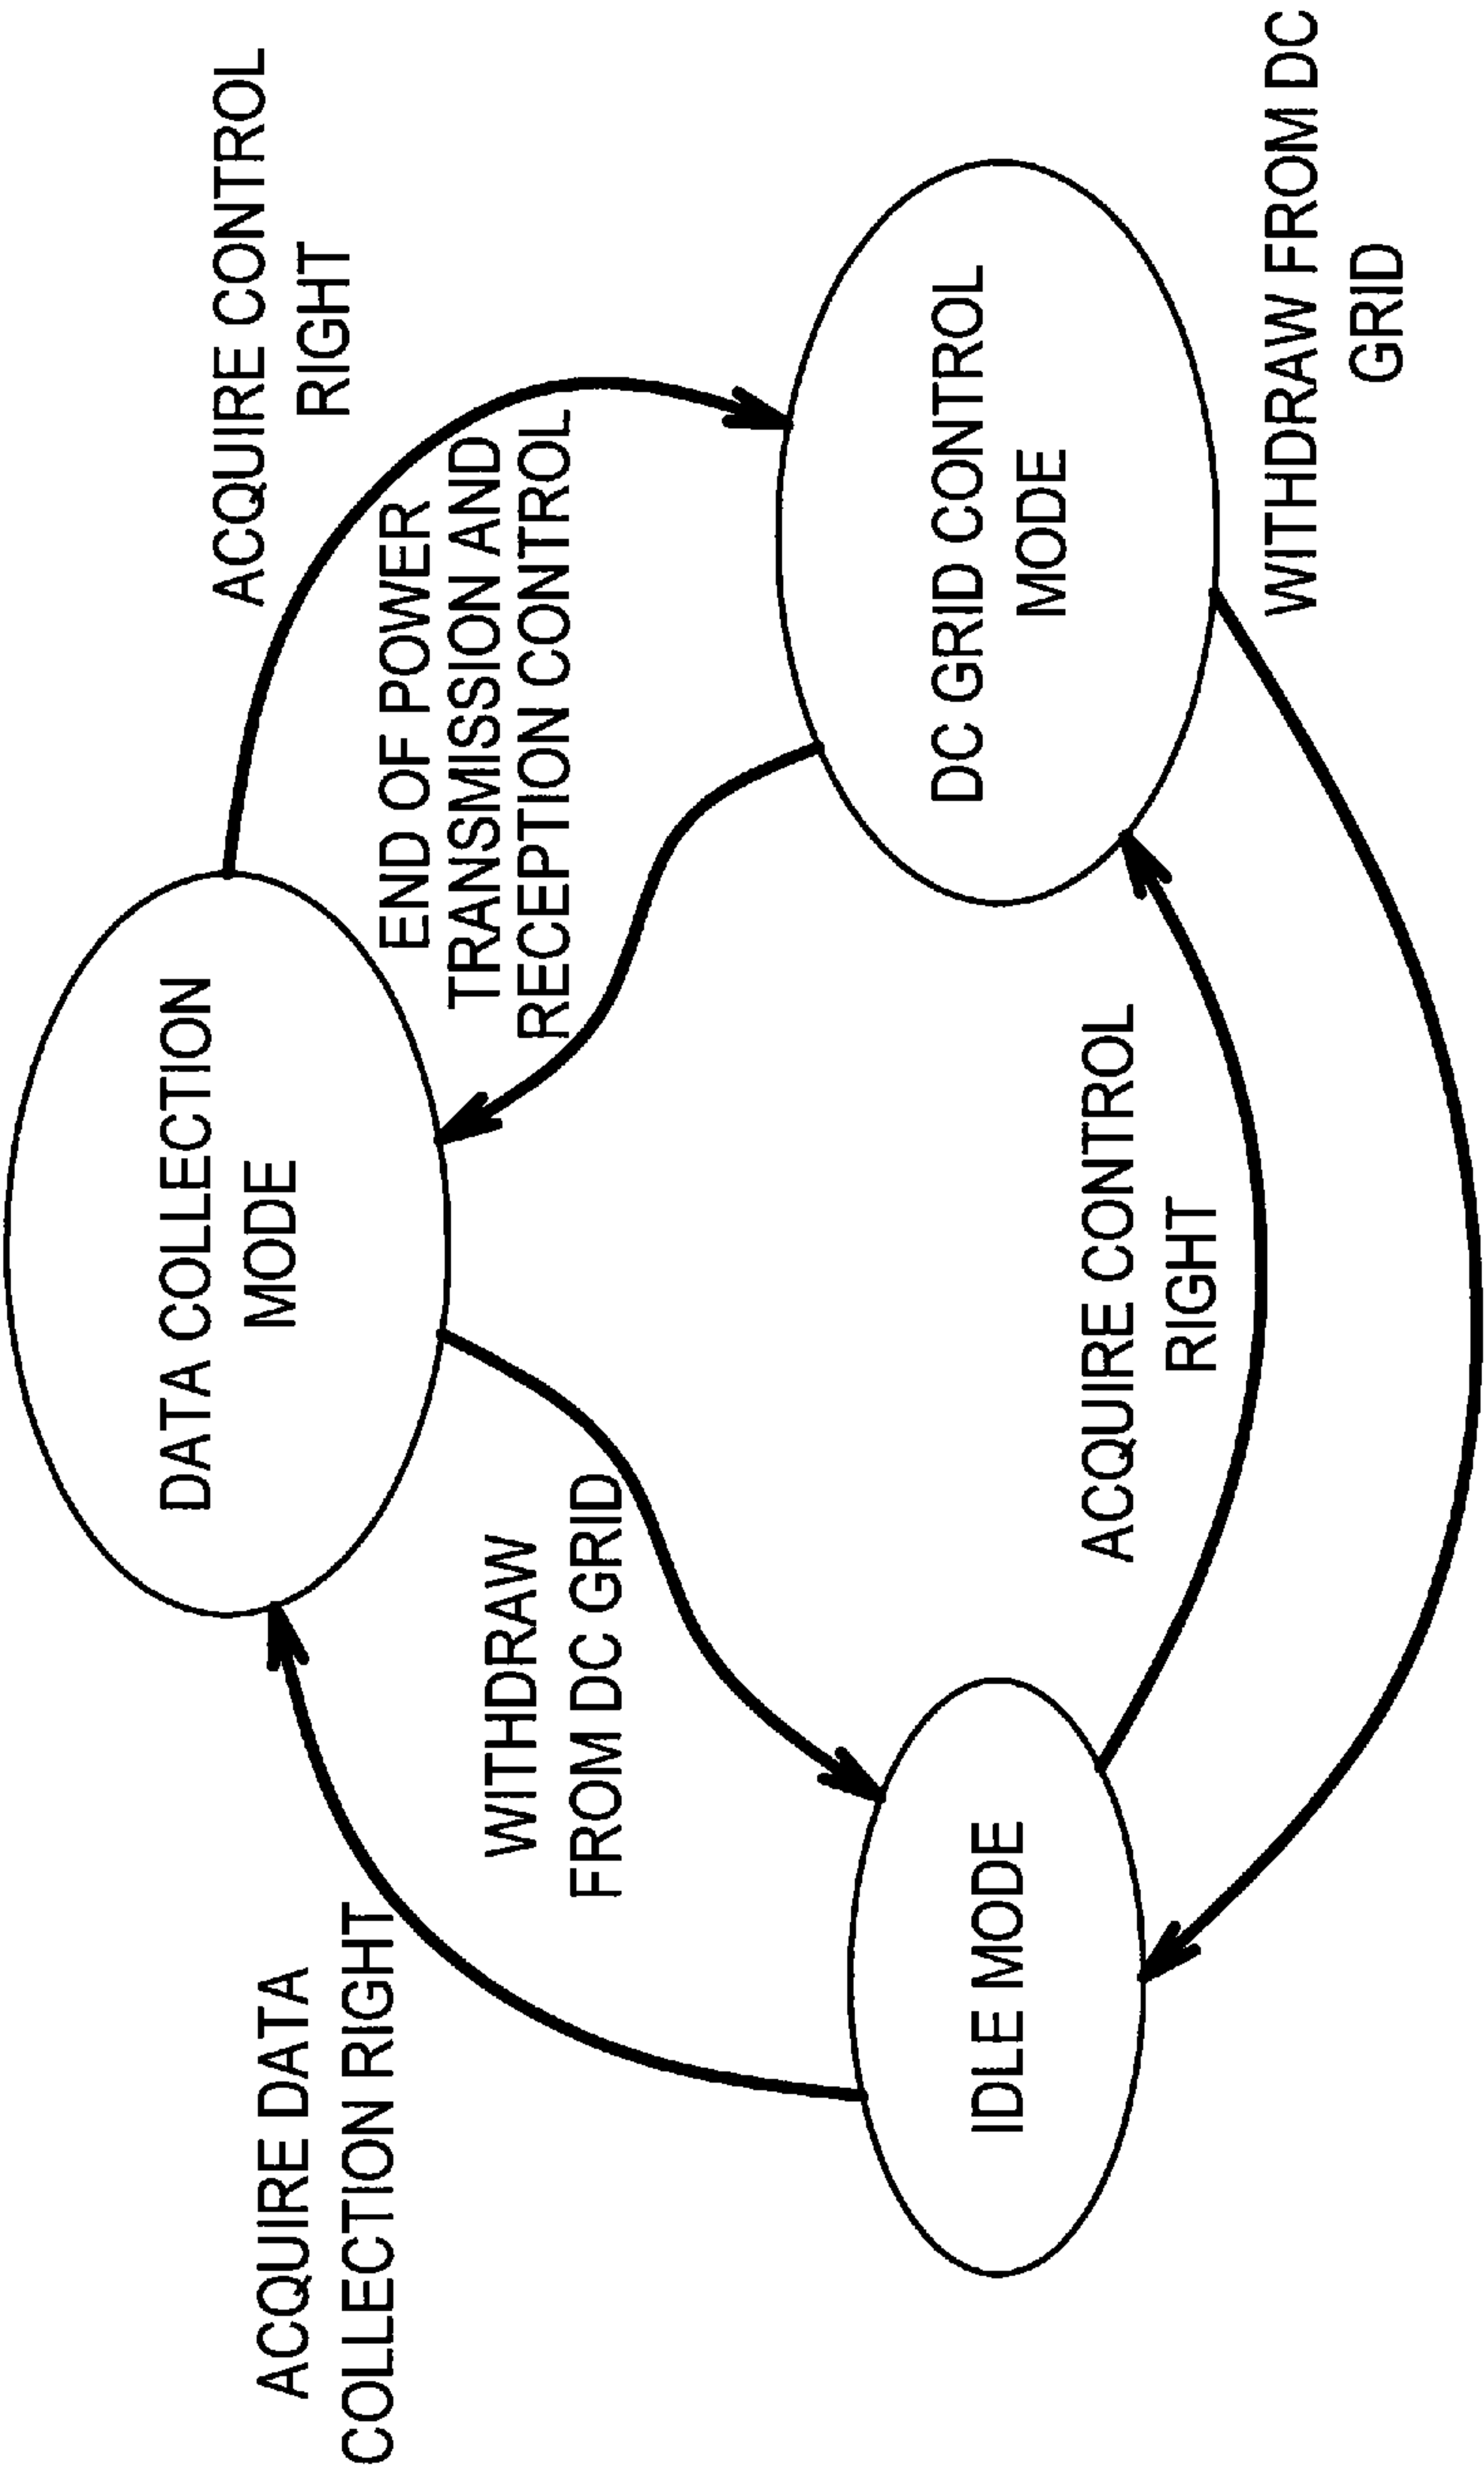 DATA COLLECTION
MODE
ACQUIRE DATA
COLLECTION RIGHT
ACQUIRE CONTROL
RIGHT
END OF POWER
TRANSMISSION AND
RECEPTION CONTROL
WITHDRAW
FROM DC GRID
IDLE MODE
DC GRID CONTROL
MODE
ACQUIRE CONTROL
RIGHT
WITHDRAW FROM DC
GRID